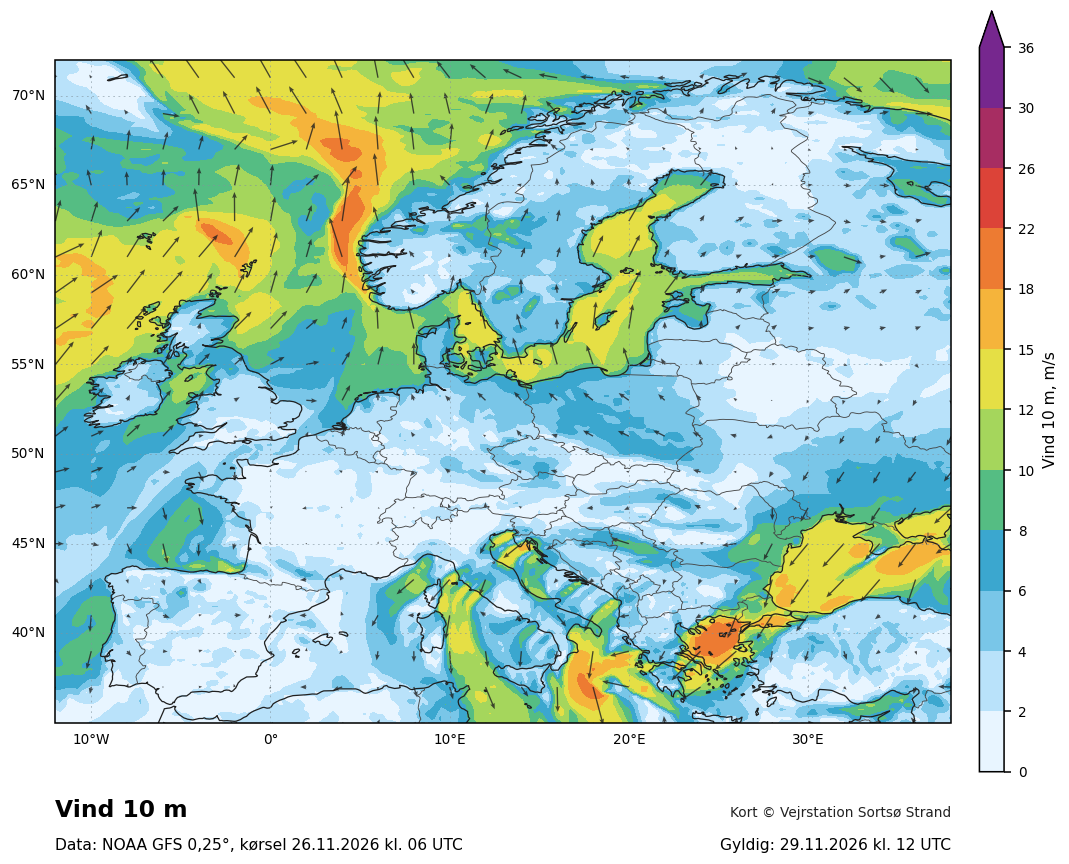 36
30
26
22
18
15
12
10
8
6
4
2
0
Vind 10 m, m/s
70°N
65°N
60°N
55°N
50°N
45°N
40°N
10°W
0°
10°E
20°E
30°E
Vind 10 m
Kort © Vejrstation Sortsø Strand
Data: NOAA GFS 0,25°, kørsel 26.11.2026 kl. 06 UTC
Gyldig: 29.11.2026 kl. 12 UTC